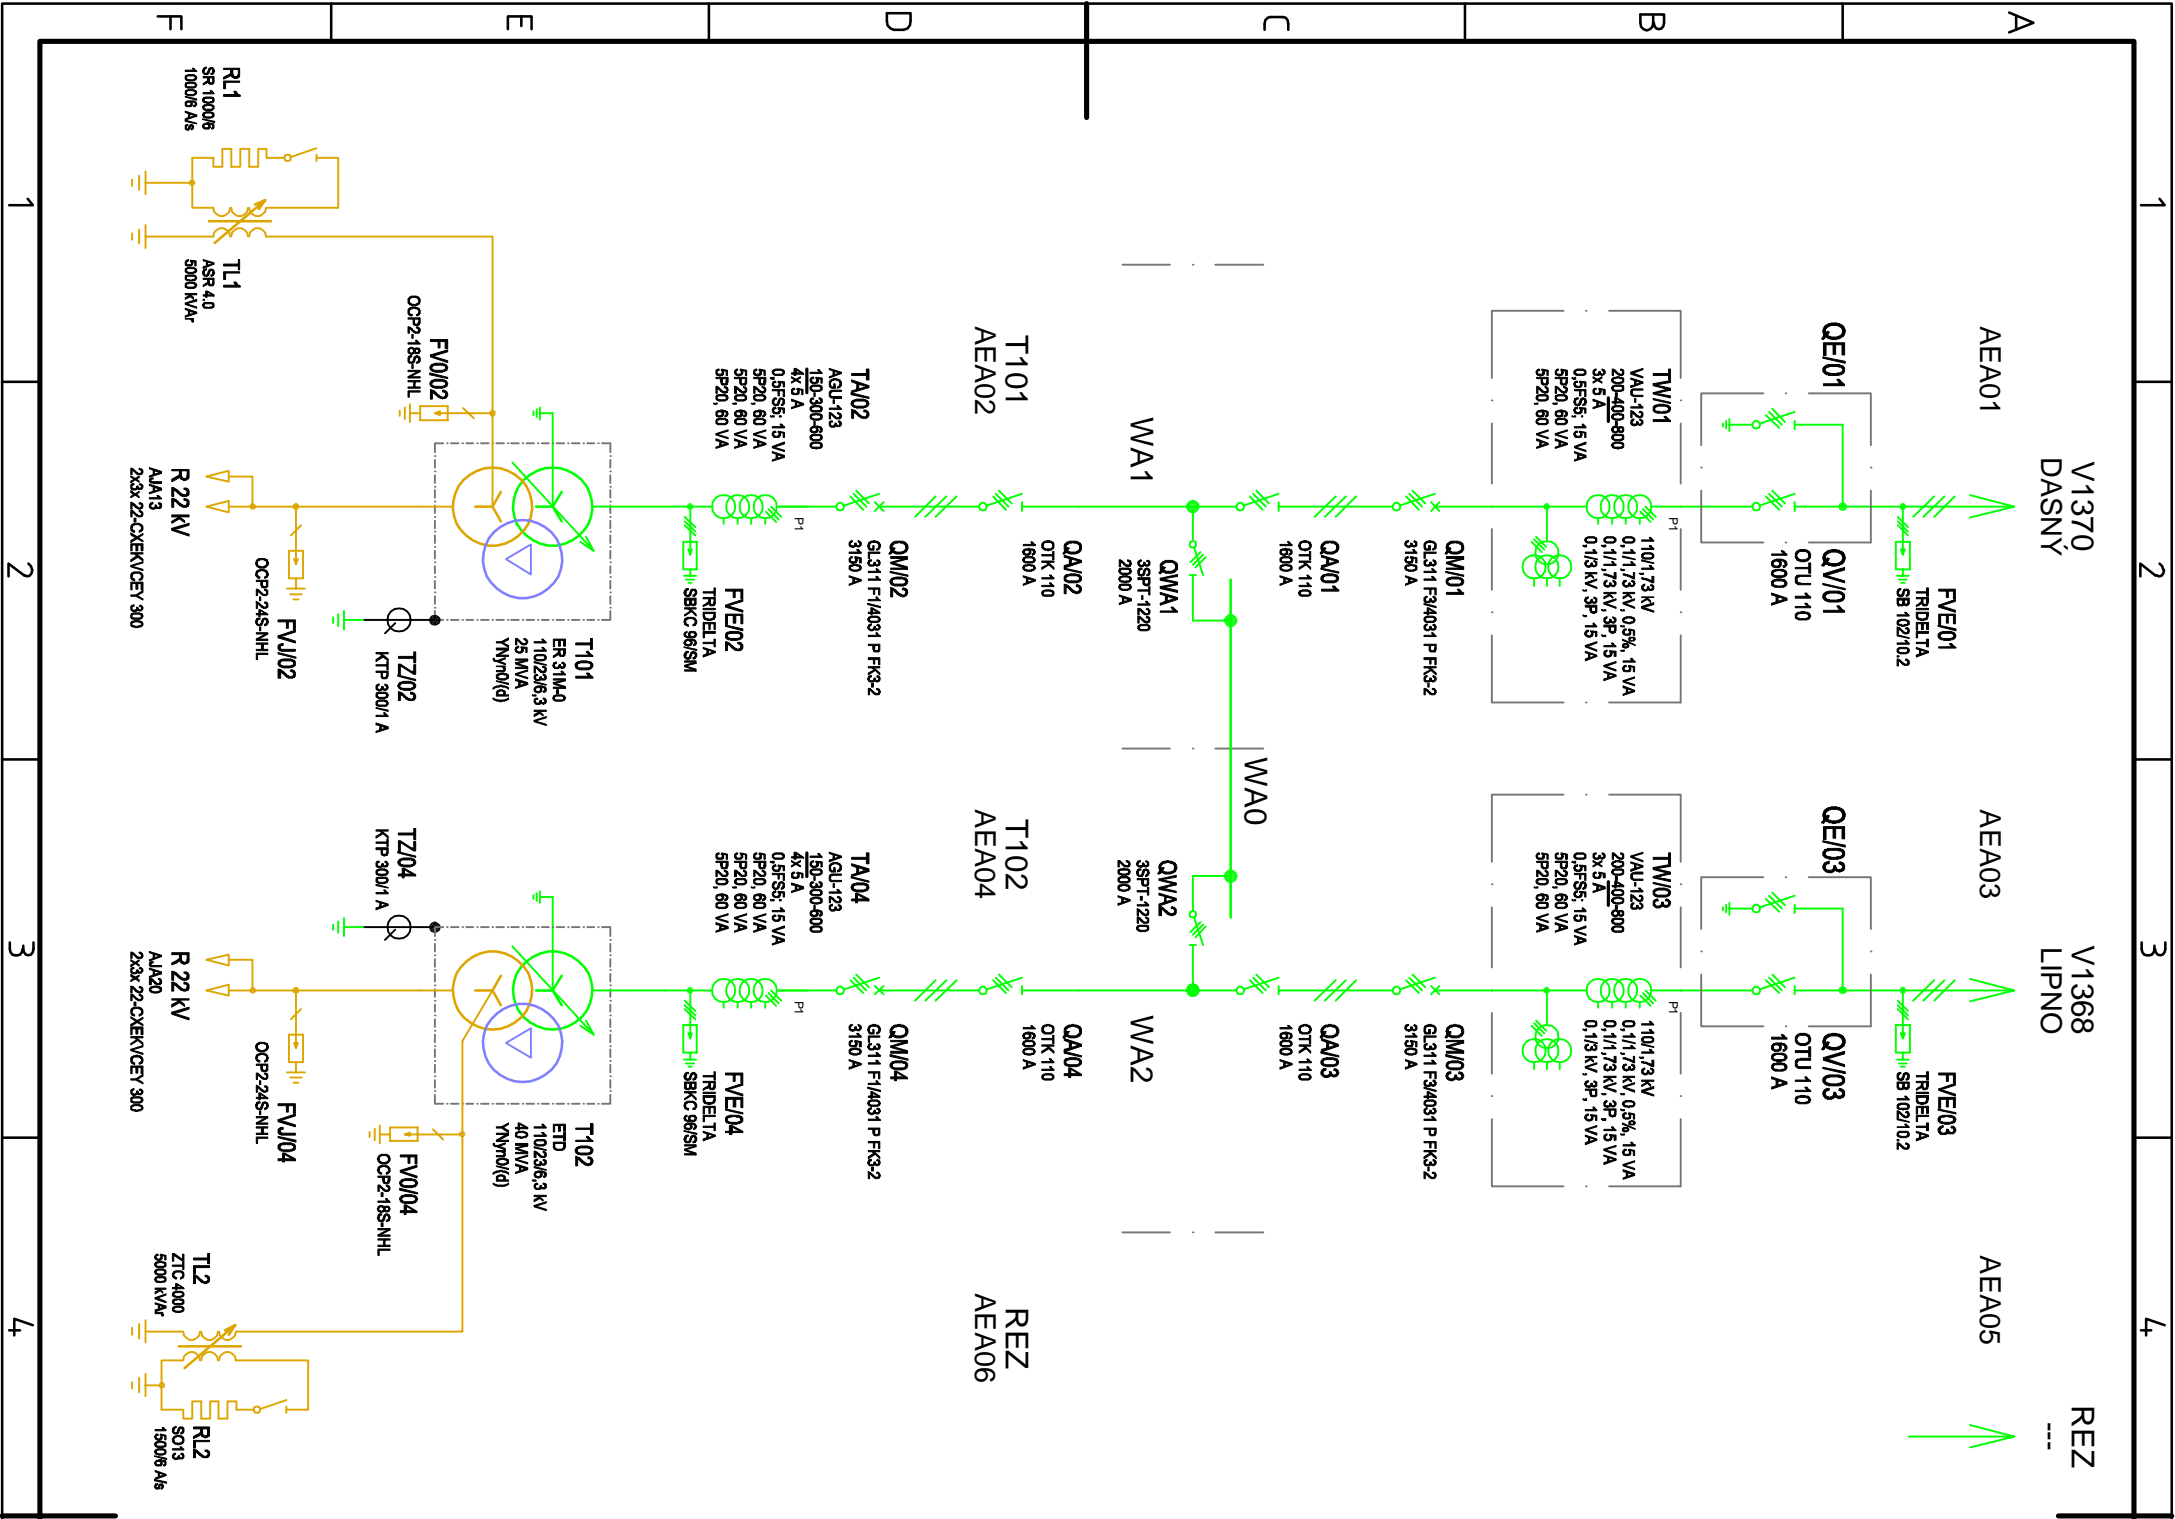 A
B
C
D
E
F
1
2
3
4
1
2
3
4
V1370
DASNÝ
V1368
LIPNO
REZ
---
AEA01
AEA03
AEA05
FVE/01
TRIDELTA
SB 102/10.2
FVE/03
TRIDELTA
SB 102/10.2
QE/01
QV/01
OTU 110
1600 A
QE/03
QV/03
OTU 110
1600 A
TW/01
VAU-123
200-400-800
3x 5 A
0,5FS5; 15 VA
5P20, 60 VA
5P20, 60 VA
P1
110/1,73 kV
0,1/1,73 kV, 0,5%, 15 VA
0,1/1,73 kV, 3P, 15 VA
0,1/3 kV, 3P, 15 VA
TW/03
VAU-123
200-400-800
3x 5 A
0,5FS5; 15 VA
5P20, 60 VA
5P20, 60 VA
P1
110/1,73 kV
0,1/1,73 kV, 0,5%, 15 VA
0,1/1,73 kV, 3P, 15 VA
0,1/3 kV, 3P, 15 VA
QM/01
GL311 F3/4031 P FK3-2
3150 A
QM/03
GL311 F3/4031 P FK3-2
3150 A
QA/01
OTK 110
1600 A
QA/03
OTK 110
1600 A
WA0
WA1
QWA1
3SPT-1220
2000 A
QWA2
3SPT-1220
2000 A
WA2
QA/02
OTK 110
1600 A
QA/04
OTK 110
1600 A
T101
AEA02
T102
AEA04
REZ
AEA06
QM/02
GL311 F1/4031 P FK3-2
3150 A
QM/04
GL311 F1/4031 P FK3-2
3150 A
TA/02
AGU-123
150-300-600
4x 5 A
0,5FS5; 15 VA
5P20, 60 VA
5P20, 60 VA
5P20, 60 VA
P1
TA/04
AGU-123
150-300-600
4x 5 A
0,5FS5; 15 VA
5P20, 60 VA
5P20, 60 VA
5P20, 60 VA
P1
FVE/02
TRIDELTA
SBKC 96/SM
FVE/04
TRIDELTA
SBKC 96/SM
T101
ER 31M-0
110/23/6,3 kV
25 MVA
YNyn0/(d)
T102
ETD
110/23/6,3 kV
40 MVA
YNyn0/(d)
FV0/02
OCP2-18S-NHL
TZ/02
KTP 300/1 A
TZ/04
KTP 300/1 A
FV0/04
OCP2-18S-NHL
FVJ/02
OCP2-24S-NHL
FVJ/04
OCP2-24S-NHL
RL1
SR 1000/6
1000/6 A/s
TL1
ASR 4.0
5000 kVAr
R 22 kV
AJA13
2x3x 22-CXEKVCEY 300
R 22 kV
AJA20
2x3x 22-CXEKVCEY 300
TL2
ZTC 4000
5000 kVAr
RL2
SO13
1500/6 A/s